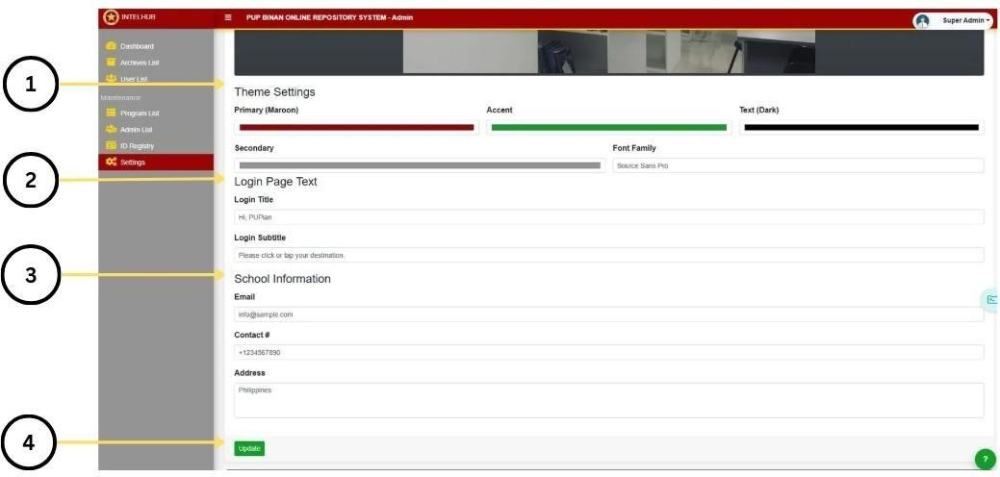 INTELHUB
PUP BINAN ONLINE REPOSITORY SYSTEM - Admin
Super Admin
Dashboard
Archives List
User List
Maintenance
Program List
Admin List
ID Registry
Settings
1
Theme Settings
Primary (Maroon) Accent Text (Dark)
Secondary Font Family
Source Sans Pro
2
Login Page Text
Login Title
Hi, PUPian
Login Subtitle
Please click or tap your destination.
3
School Information
Email
info@sample.com
Contact #
+1234567890
Address
Philippines
4
Update
?